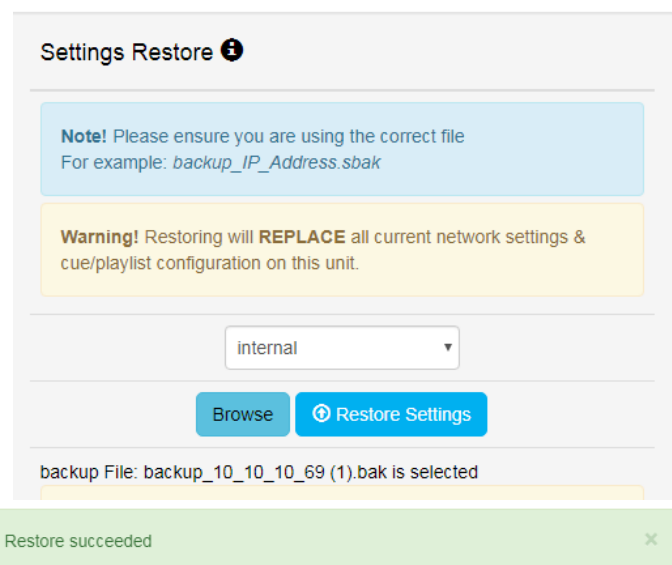 Settings Restore
Note! Please ensure you are using the correct file
For example: backup_IP_Address.sbak
Warning! Restoring will REPLACE all current network settings &
cue/playlist configuration on this unit.
internal
Browse Restore Settings
backup File: backup_10_10_10_69 (1).bak is selected
Restore succeeded ×